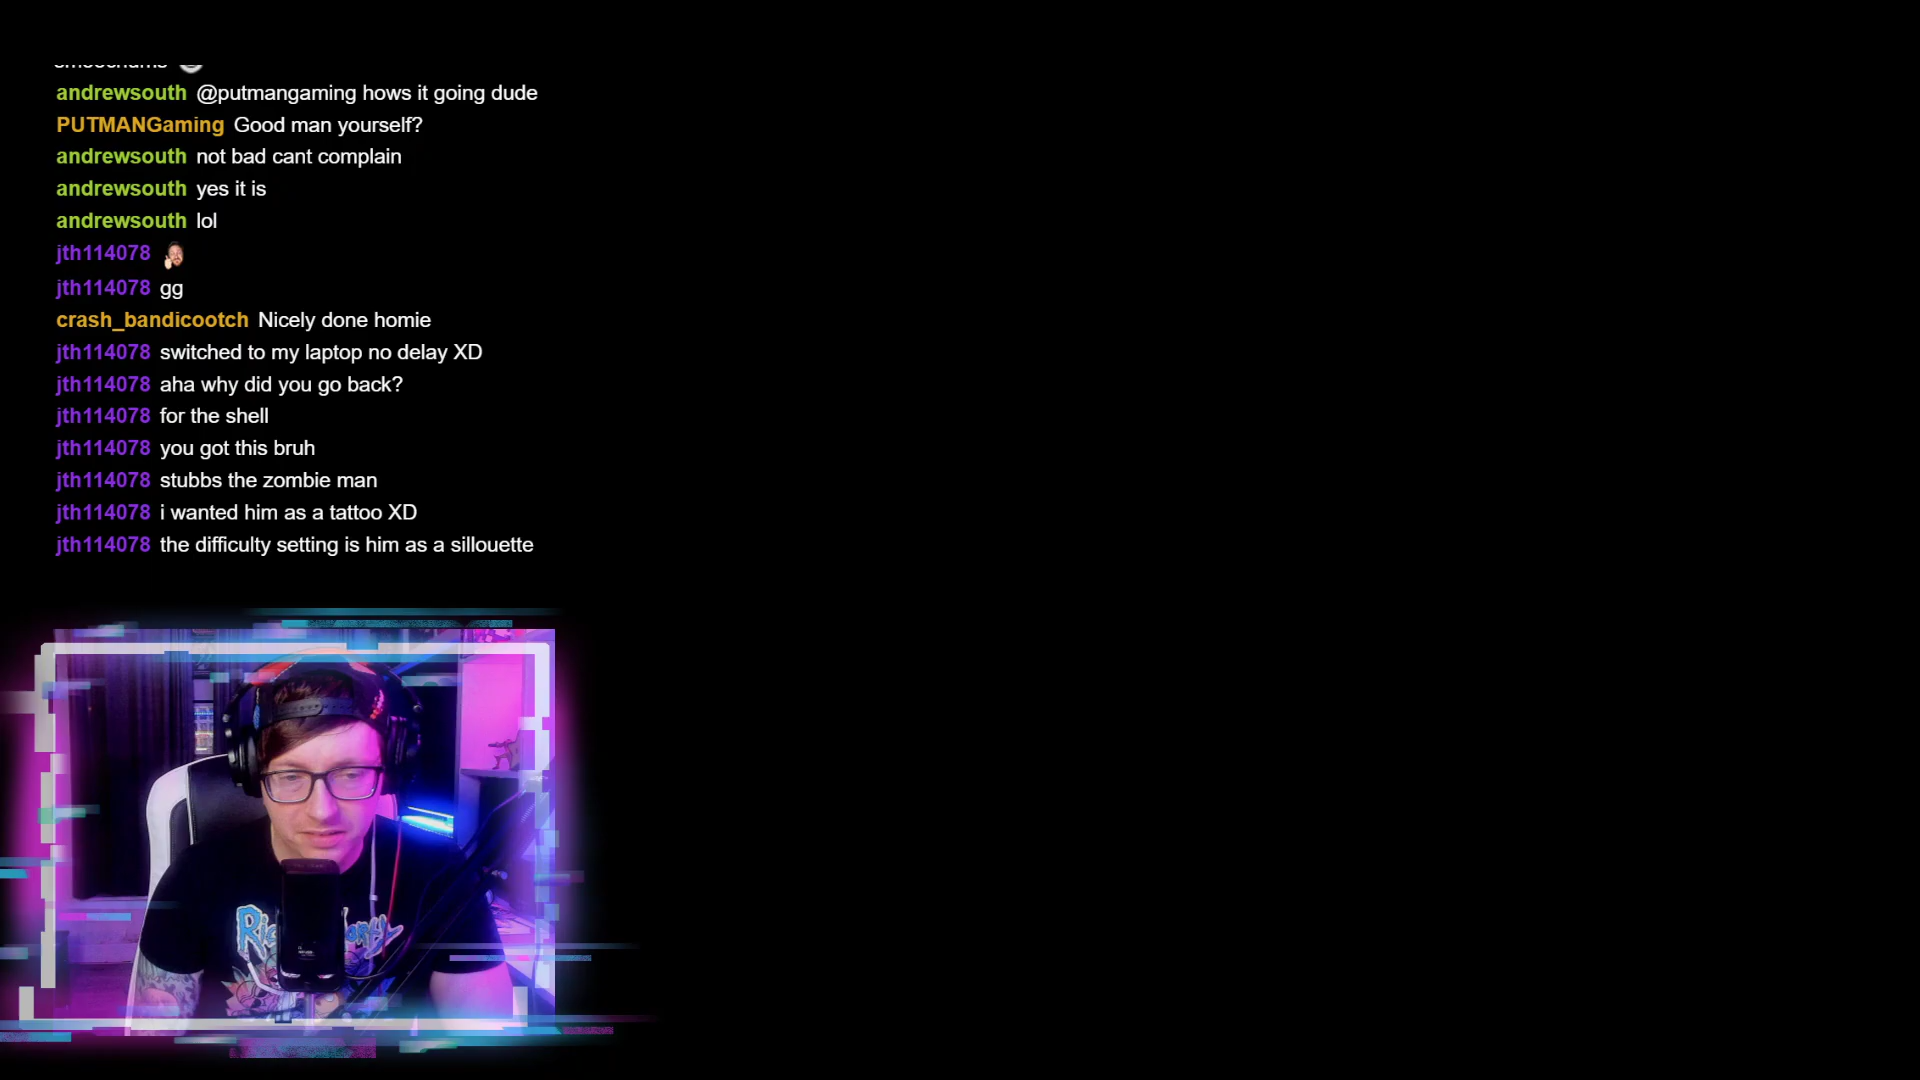 andrewsouth @putmangaming hows it going dude
PUTMANGaming Good man yourself?
andrewsouth not bad cant complain
andrewsouth yes it is
andrewsouth lol
jth114078
jth114078 gg
crash_bandicootch Nicely done homie
jth114078 switched to my laptop no delay XD
jth114078 aha why did you go back?
jth114078 for the shell
jth114078 you got this bruh
jth114078 stubbs the zombie man
jth114078 i wanted him as a tattoo XD
jth114078 the difficulty setting is him as a sillouette